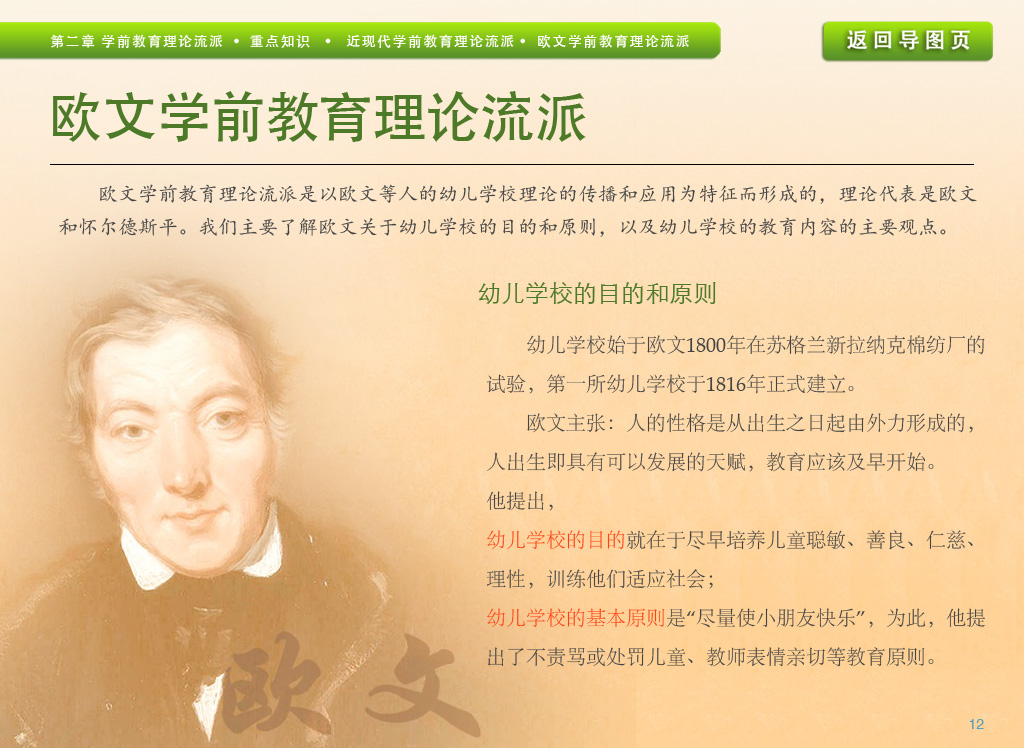 第二章 学前教育理论流派 • 重点知识 • 近现代学前教育理论流派 • 欧文学前教育理论流派
返回导图页
欧文学前教育理论流派
欧文学前教育理论流派是以欧文等人的幼儿学校理论的传播和应用为特征而形成的，理论代表是欧文
和怀尔德斯平。我们主要了解欧文关于幼儿学校的目的和原则，以及幼儿学校的教育内容的主要观点。
幼儿学校的目的和原则
幼儿学校始于欧文1800年在苏格兰新拉纳克棉纺厂的
试验，第一所幼儿学校于1816年正式建立。
欧文主张：人的性格是从出生之日起由外力形成的，
人出生即具有可以发展的天赋，教育应该及早开始。
他提出，
幼儿学校的目的就在于尽早培养儿童聪敏、善良、仁慈、
理性，训练他们适应社会；
幼儿学校的基本原则是“尽量使小朋友快乐”，为此，他提
出了不责骂或处罚儿童、教师表情亲切等教育原则。
欧文
12